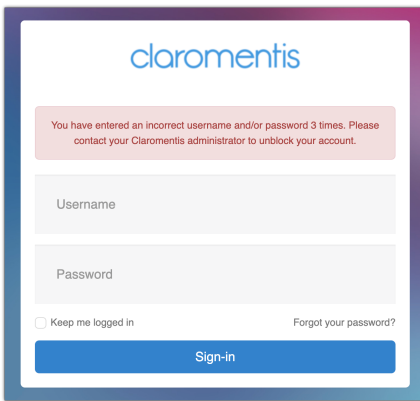 claromentis
You have entered an incorrect username and/or password 3 times. Please
contact your Claromentis administrator to unblock your account.
Username
Password
Keep me logged in
Forgot your password?
Sign-in